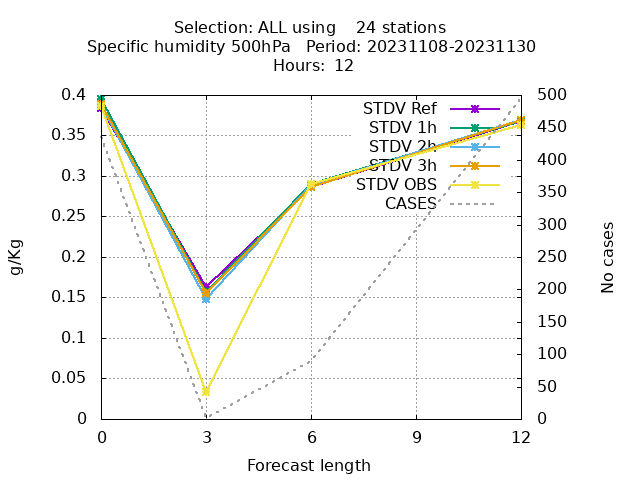 Selection: ALL using    24 stations
Specific humidity 500hPa   Period: 20231108-20231130
Hours:  12
STDV Ref
STDV 1h
STDV 2h
STDV 3h
STDV OBS
CASES
0.4
0.35
0.3
0.25
0.2
0.15
0.1
0.05
0
500
450
400
350
300
250
200
150
100
50
0
g/Kg
No cases
0
3
6
9
12
Forecast length